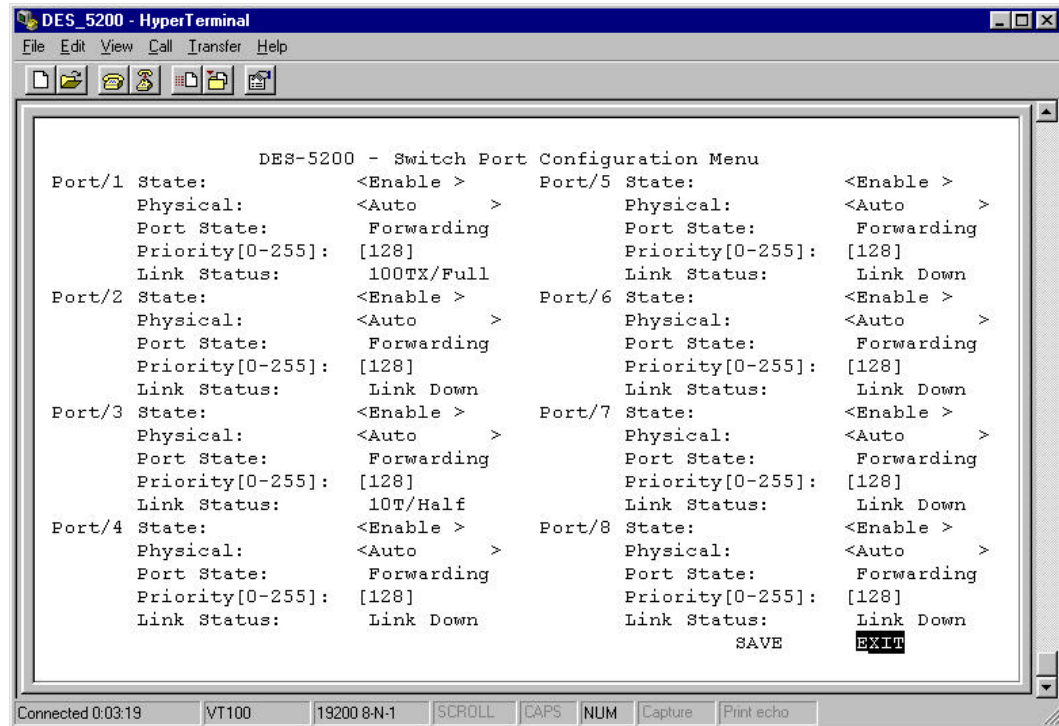 DES_5200 - HyperTerminal
File Edit View Call Transfer Help
DES-5200 - Switch Port Configuration Menu
Port/1 State: <Enable > Port/5 State: <Enable >
Physical: <Auto > Physical: <Auto >
Port State: Forwarding Port State: Forwarding
Priority[0-255]: [128] Priority[0-255]: [128]
Link Status: 100TX/Full Link Status: Link Down
Port/2 State: <Enable > Port/6 State: <Enable >
Physical: <Auto > Physical: <Auto >
Port State: Forwarding Port State: Forwarding
Priority[0-255]: [128] Priority[0-255]: [128]
Link Status: Link Down Link Status: Link Down
Port/3 State: <Enable > Port/7 State: <Enable >
Physical: <Auto > Physical: <Auto >
Port State: Forwarding Port State: Forwarding
Priority[0-255]: [128] Priority[0-255]: [128]
Link Status: 10T/Half Link Status: Link Down
Port/4 State: <Enable > Port/8 State: <Enable >
Physical: <Auto > Physical: <Auto >
Port State: Forwarding Port State: Forwarding
Priority[0-255]: [128] Priority[0-255]: [128]
Link Status: Link Down Link Status: Link Down
SAVE EXIT
Connected 0:03:19 VT100 19200 8-N-1 SCROLL CAPS NUM Capture Print echo